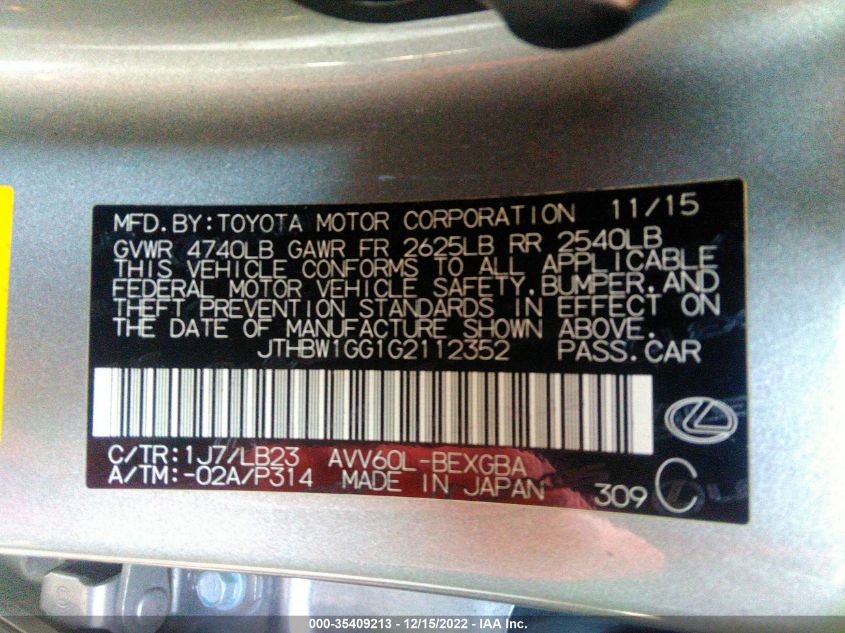 MFD.BY:TOYOTA MOTOR CORPORATION 11/15
GVWR 4740LB GAWR FR 2625LB RR 2540LB
THIS VEHICLE CONFORMS TO ALL APPLICABLE
FEDERAL MOTOR VEHICLE SAFETY.BUMPER.AND
THEFT PREVENTION STANDARDS IN EFFECT ON
THE DATE OF MANUFACTURE SHOWN ABOVE.
JTHBW1GG1G2112352 PASS.CAR
C/TR:1J7/LB23 AVV60L-BEXGBA
A/TM:-02A/P314 MADE IN JAPAN 309 C
000-35409213 - 12/15/2022 - IAA Inc.